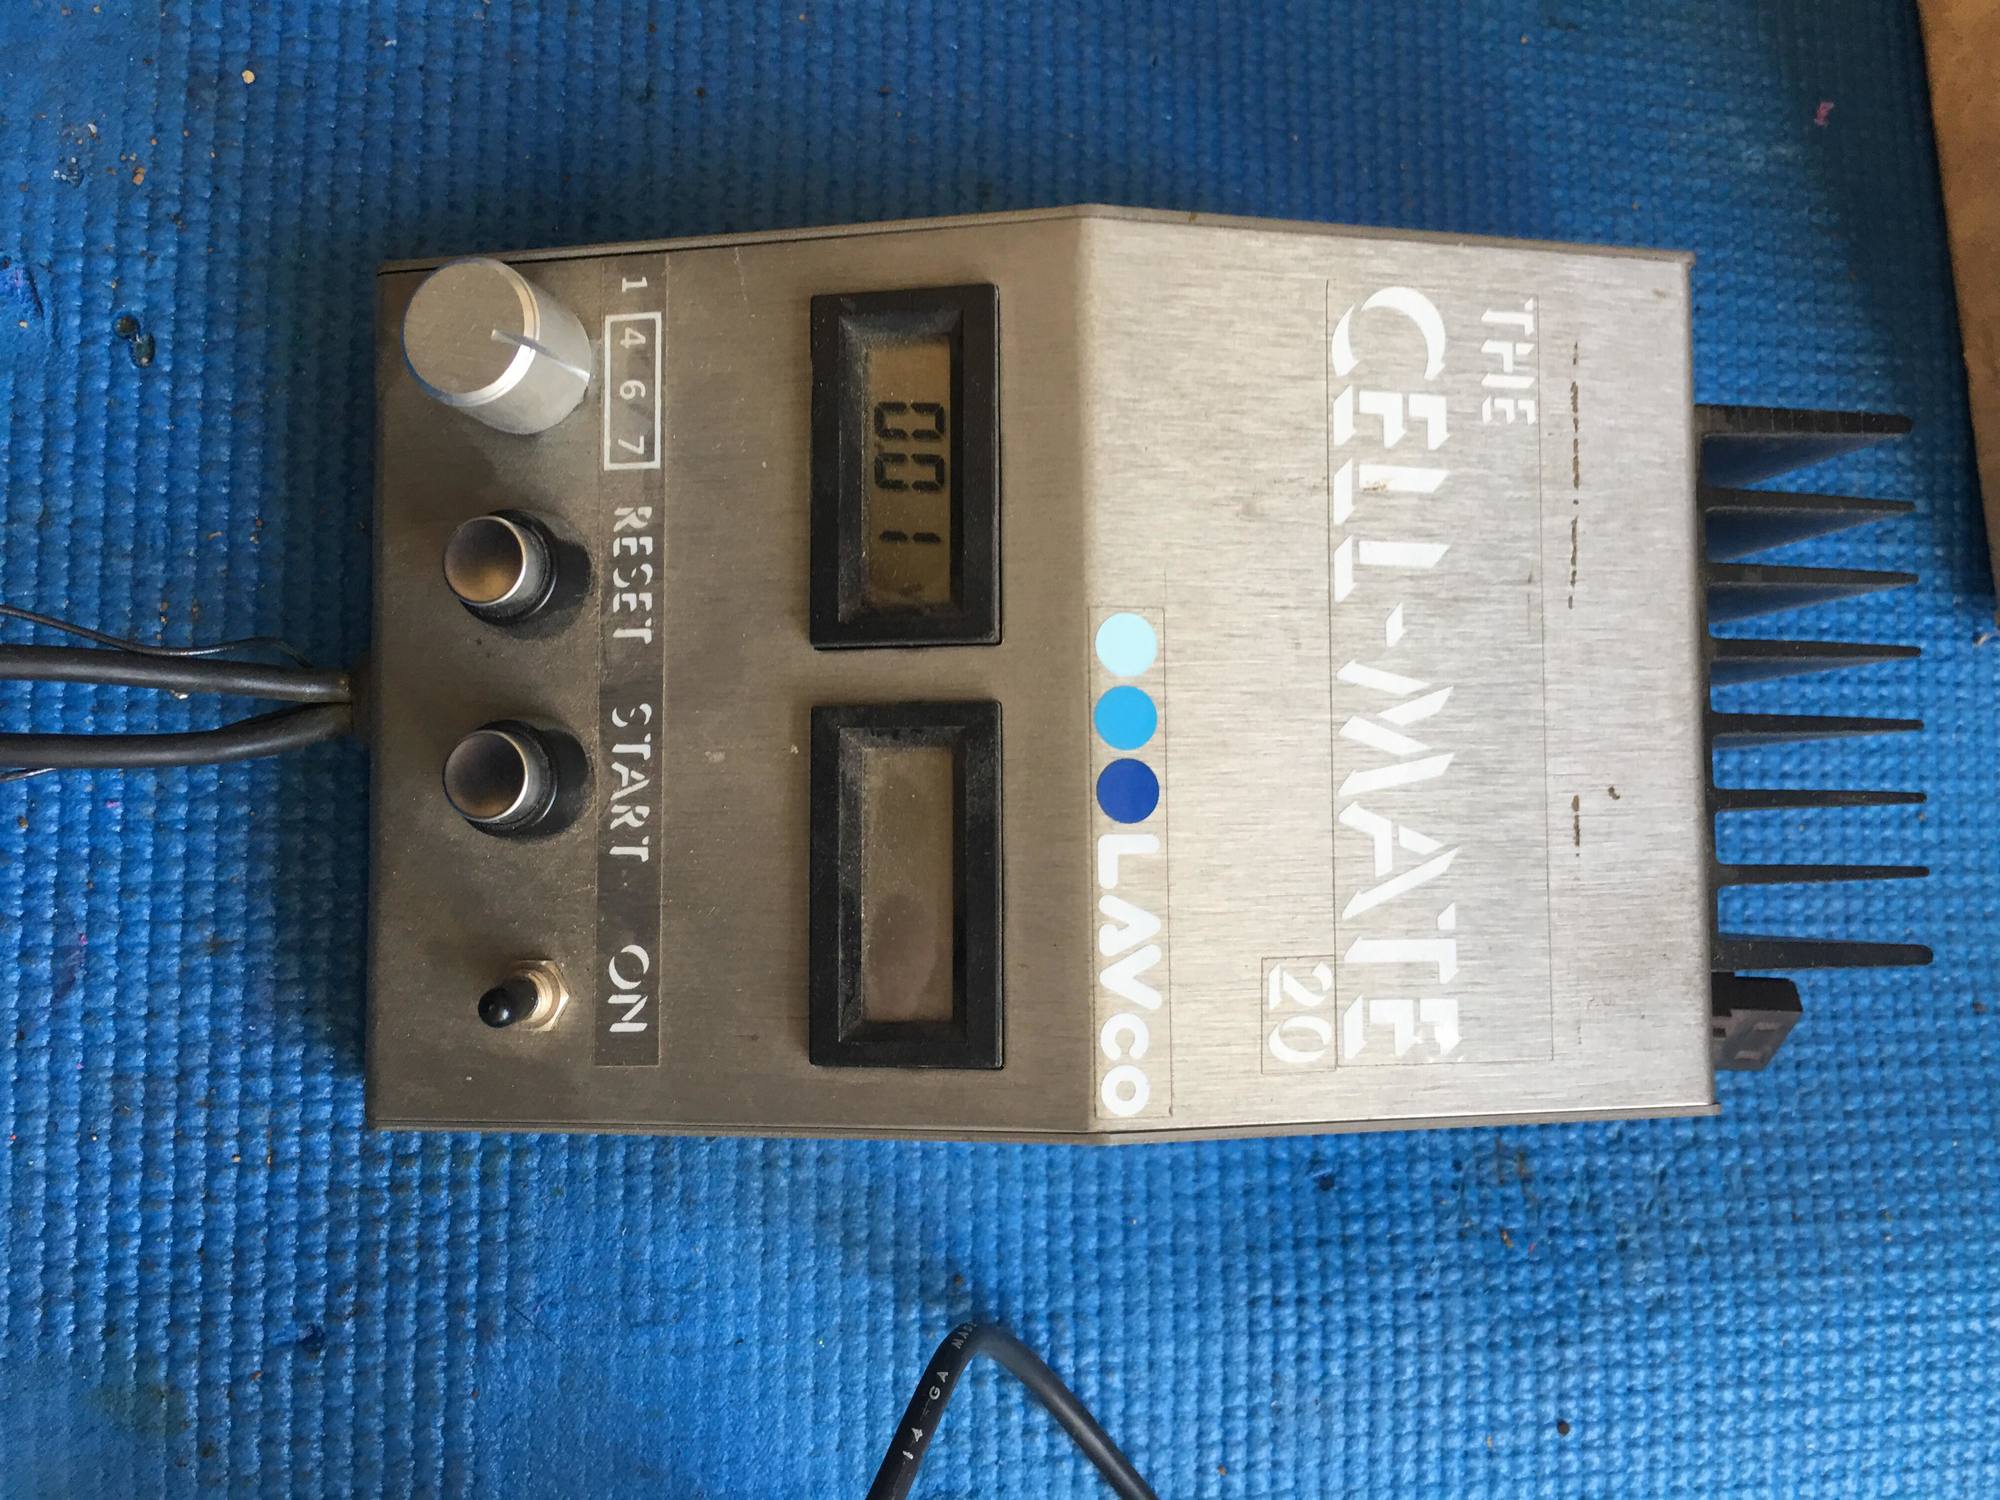 THE
CELL-MATE
20
LAVco
00 1
1 4 6 7 RESET START ON
14 GA